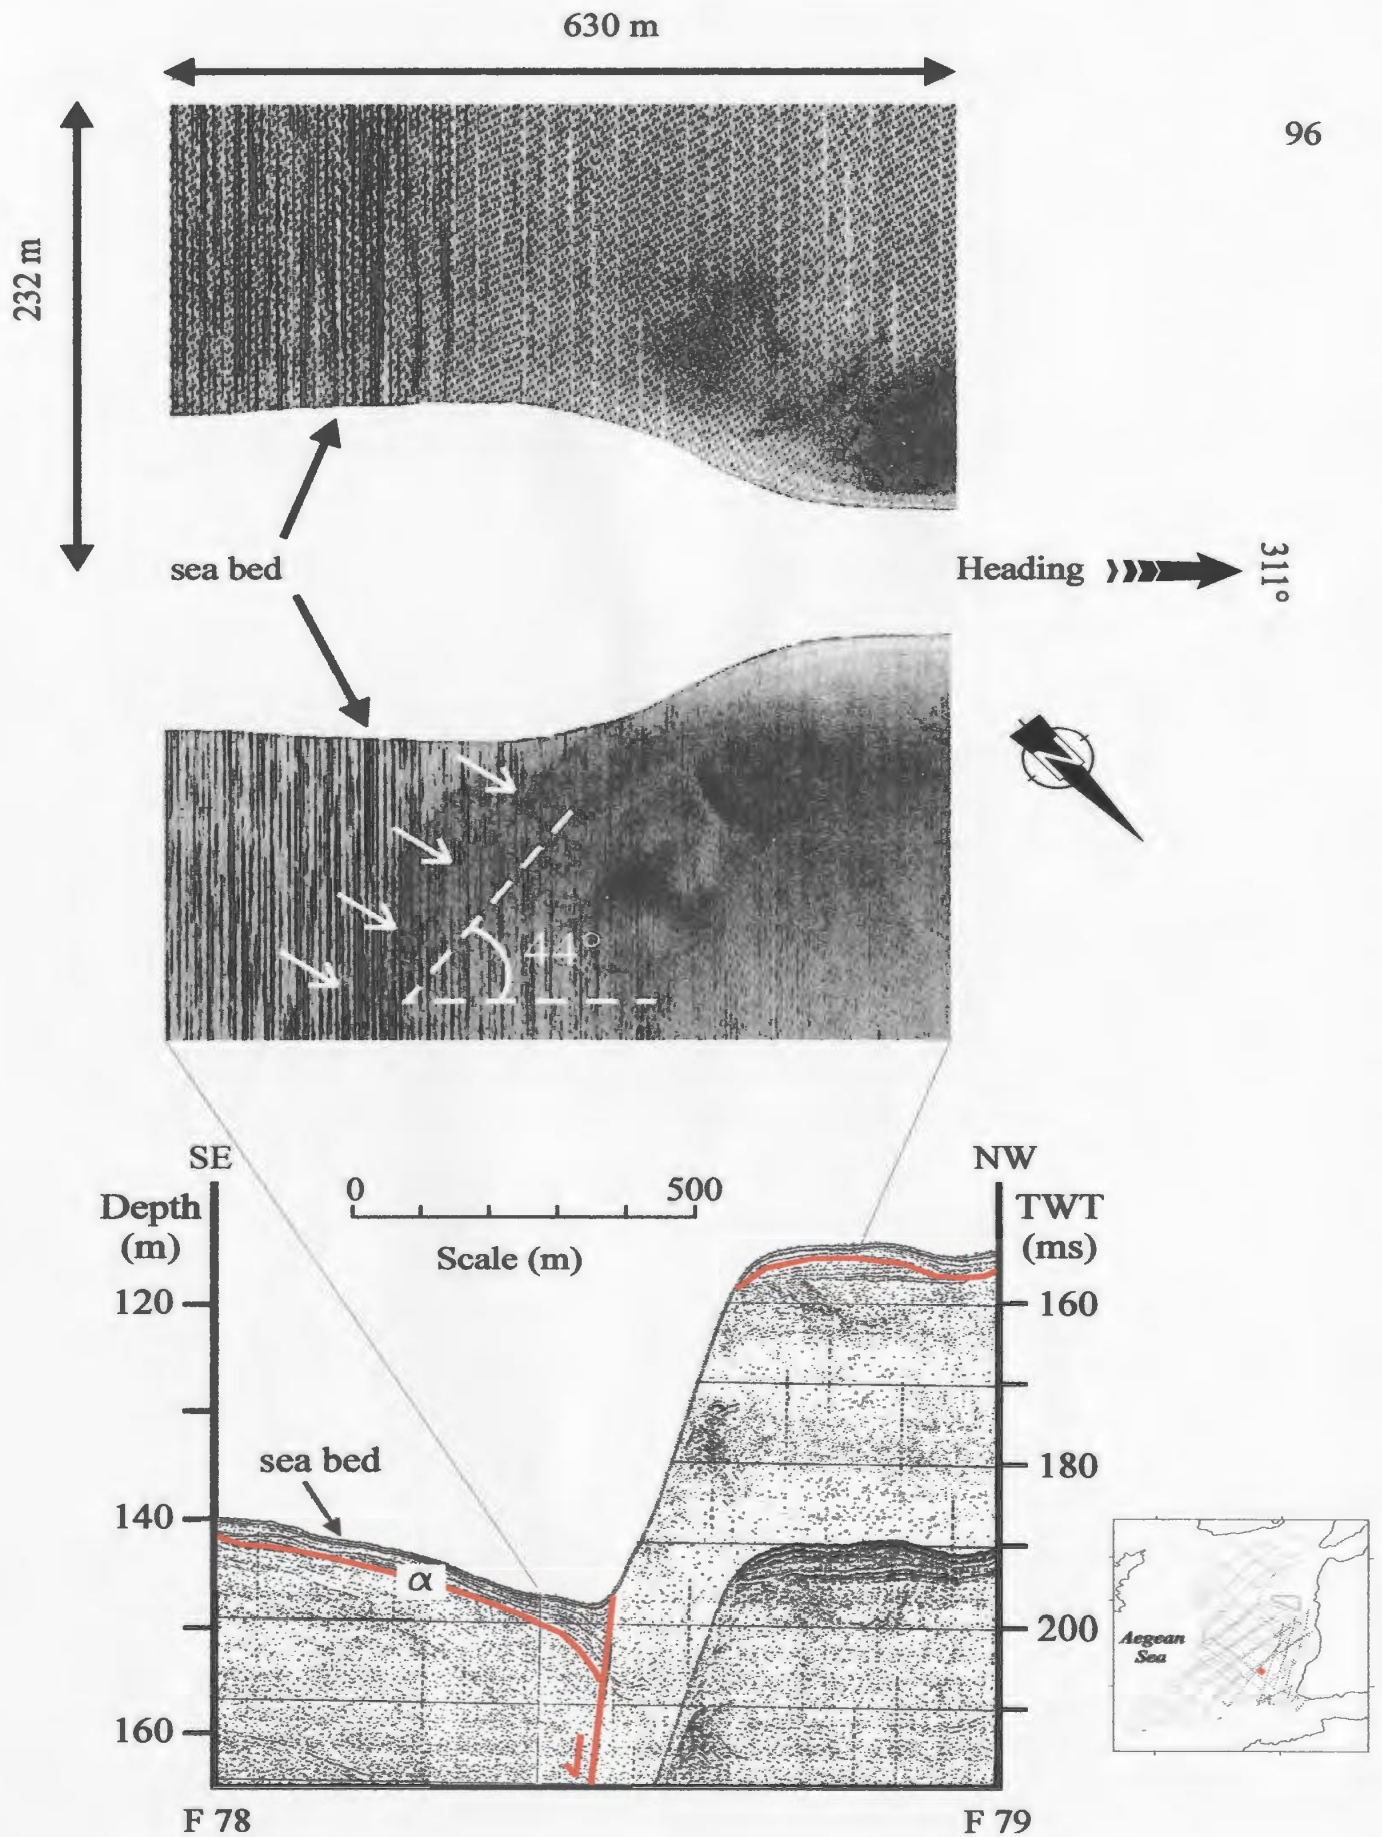 630 m
96
232 m
sea bed
Heading
311°
N
44°
SE
NW
0
500
Depth
(m)
TWT
(ms)
Scale (m)
120
160
sea bed
180
140
α
200
Aegean
Sea
160
F 78
F 79